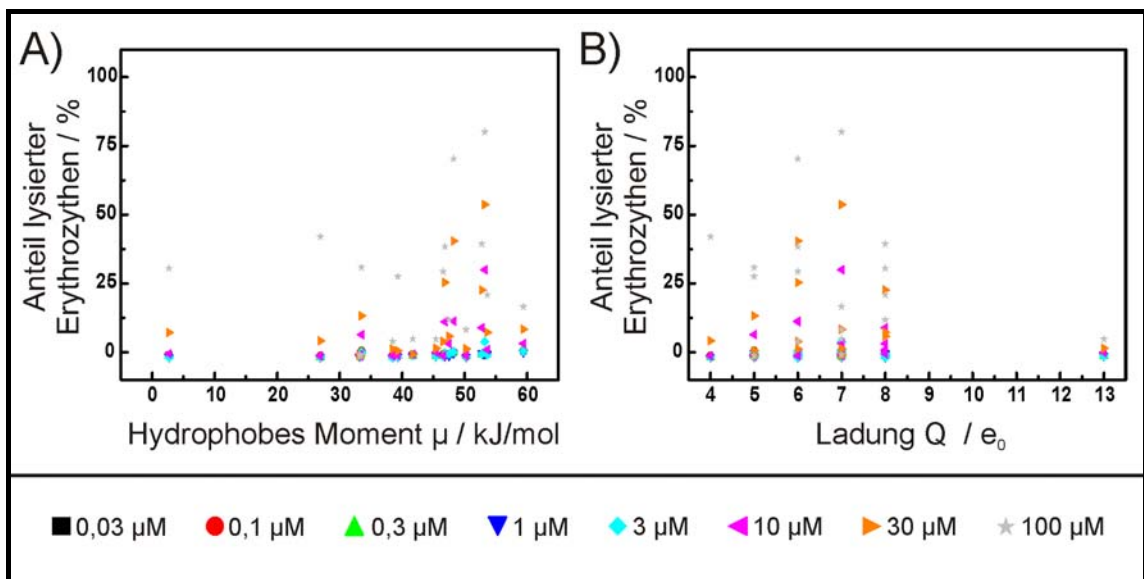 A)
Anteil lysierter
Erythrozythen / %
100
75
50
25
0
0 10 20 30 40 50 60
Hydrophobes Moment µ / kJ/mol
B)
Anteil lysierter
Erythrozythen / %
100
75
50
25
0
4 5 6 7 8 9 10 11 12 13
Ladung Q / e₀
0,03 µM 0,1 µM 0,3 µM 1 µM 3 µM 10 µM 30 µM 100 µM